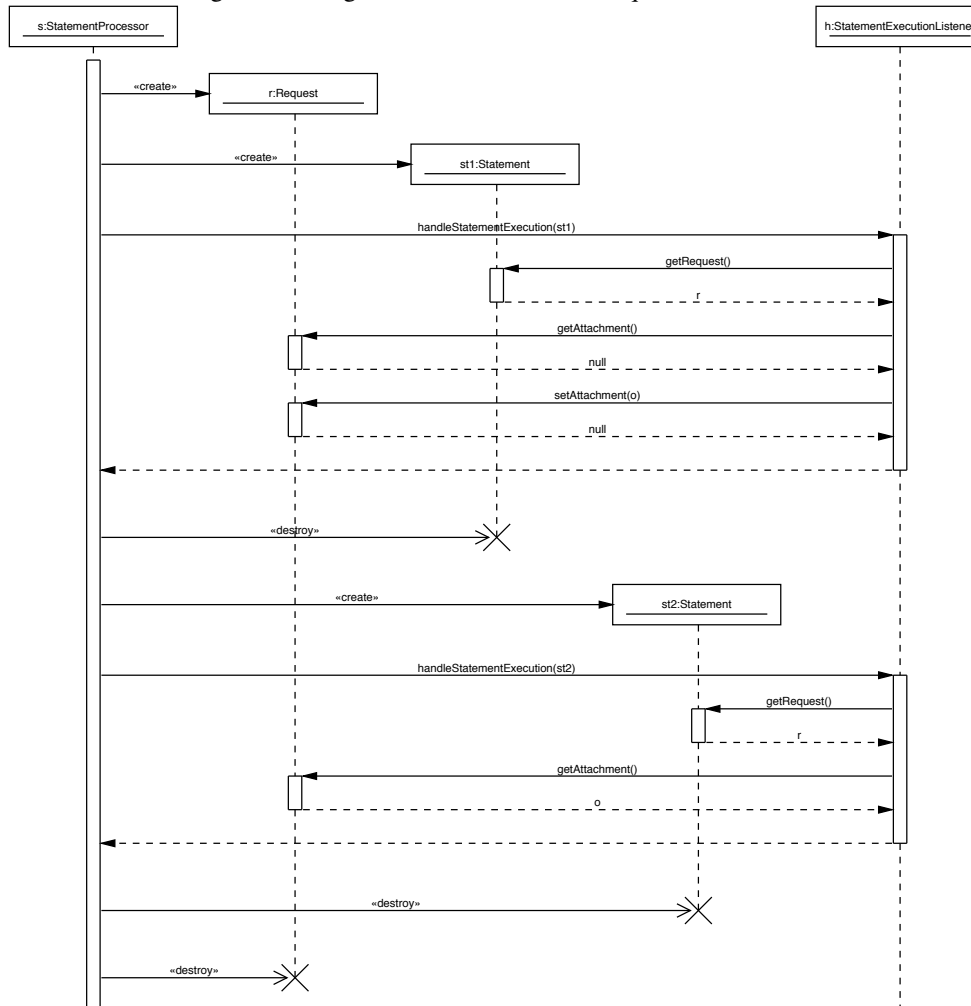 s:StatementProcessor
h:StatementExecutionListene
«create»
r:Request
«create»
st1:Statement
handleStatementExecution(st1)
getRequest()
r
getAttachment()
null
setAttachment(o)
null
«destroy»
«create»
st2:Statement
handleStatementExecution(st2)
getRequest()
r
getAttachment()
o
«destroy»
«destroy»